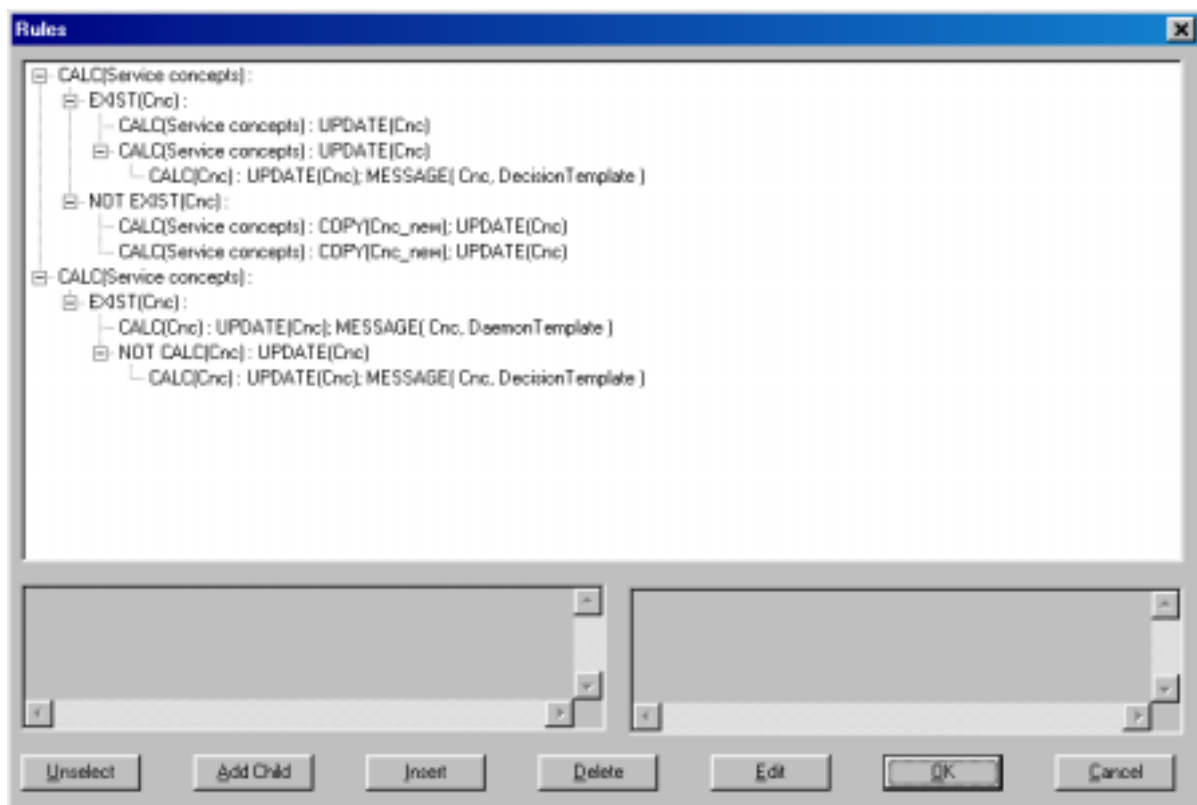 Rules
CALC(Service concepts) :
EXIST(Cnc) :
CALC(Service concepts) : UPDATE(Cnc)
CALC(Service concepts) : UPDATE(Cnc)
CALC(Cnc) : UPDATE(Cnc); MESSAGE( Cnc, DecisionTemplate )
NOT EXIST(Cnc) :
CALC(Service concepts) : COPY(Cnc_new); UPDATE(Cnc)
CALC(Service concepts) : COPY(Cnc_new); UPDATE(Cnc)
CALC(Service concepts) :
EXIST(Cnc) :
CALC(Cnc) : UPDATE(Cnc); MESSAGE( Cnc, DaemonTemplate )
NOT CALC(Cnc) : UPDATE(Cnc)
CALC(Cnc) : UPDATE(Cnc); MESSAGE( Cnc, DecisionTemplate )
Unselect Add Child Insert Delete Edit OK Cancel